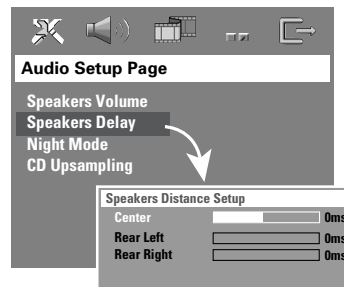 Audio Setup Page
Speakers Volume
Speakers Delay
Night Mode
CD Upsampling
Speakers Distance Setup
Center 0ms
Rear Left 0ms
Rear Right 0ms